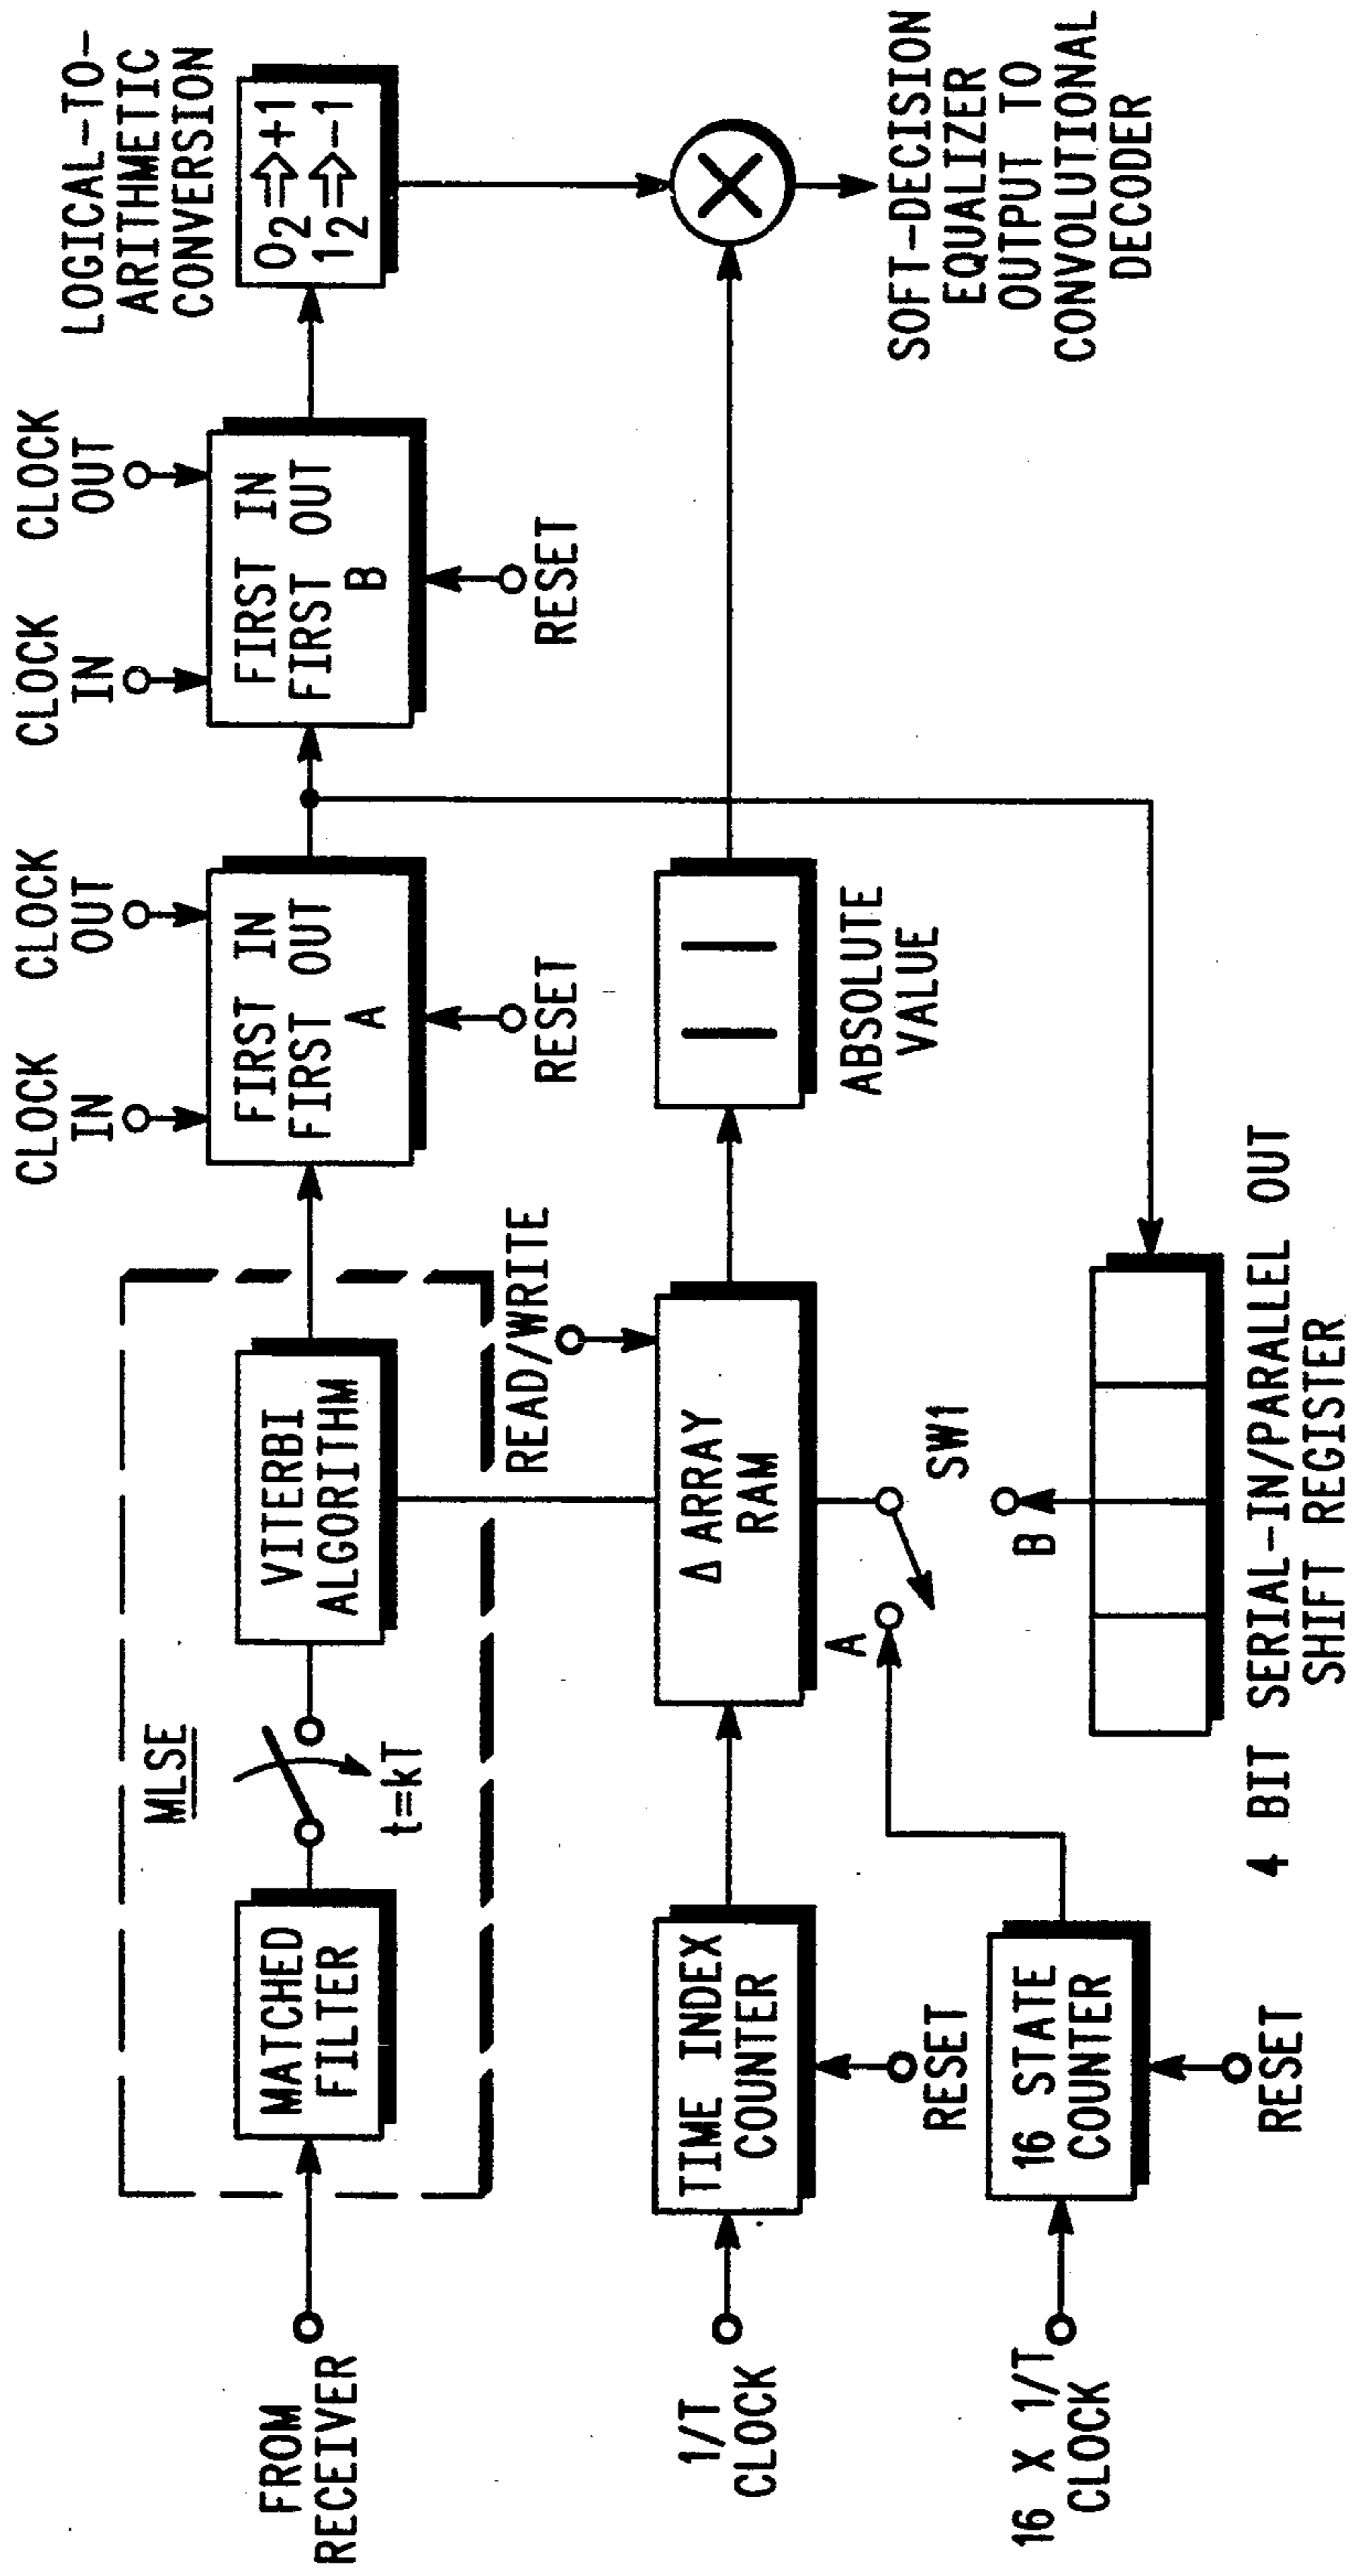 FROM
RECEIVER
MLSE
MATCHED
FILTER
t=kT
VITERBI
ALGORITHM
CLOCK
IN
CLOCK
OUT
FIRST IN
FIRST OUT
A
RESET
CLOCK
IN
CLOCK
OUT
FIRST IN
FIRST OUT
B
RESET
LOGICAL-TO-
ARITHMETIC
CONVERSION
0₂⇒+1
1₂⇒-1
1/T
CLOCK
TIME INDEX
COUNTER
RESET
READ/WRITE
Δ ARRAY
RAM
| |
ABSOLUTE
VALUE
×
SOFT-DECISION
EQUALIZER
OUTPUT TO
CONVOLUTIONAL
DECODER
A
SW1
B
16 X 1/T
CLOCK
16 STATE
COUNTER
RESET
4 BIT SERIAL-IN/PARALLEL OUT
SHIFT REGISTER